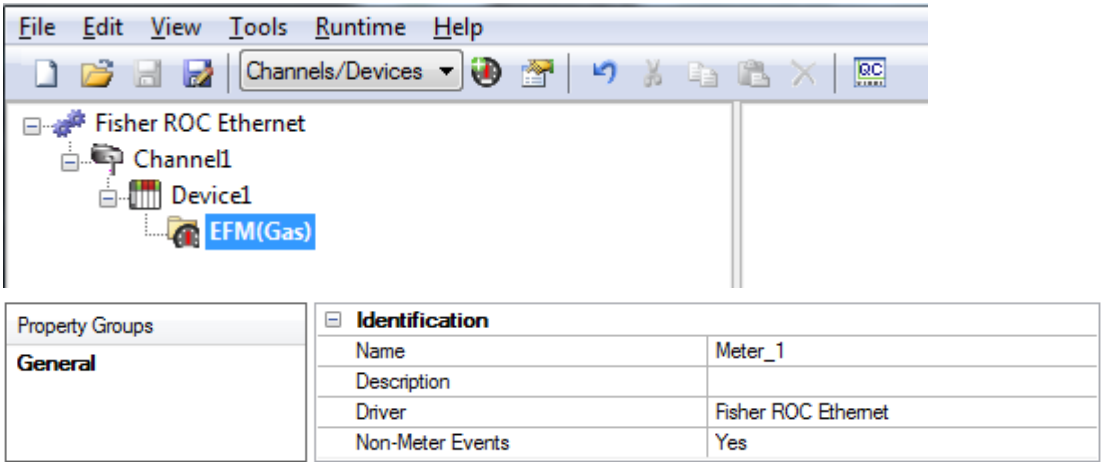 File Edit View Tools Runtime Help
Channels/Devices QC
Fisher ROC Ethernet
Channel1
Device1
EFM(Gas)
Property Groups
General
Identification
Name Meter_1
Description
Driver Fisher ROC Ethernet
Non-Meter Events Yes